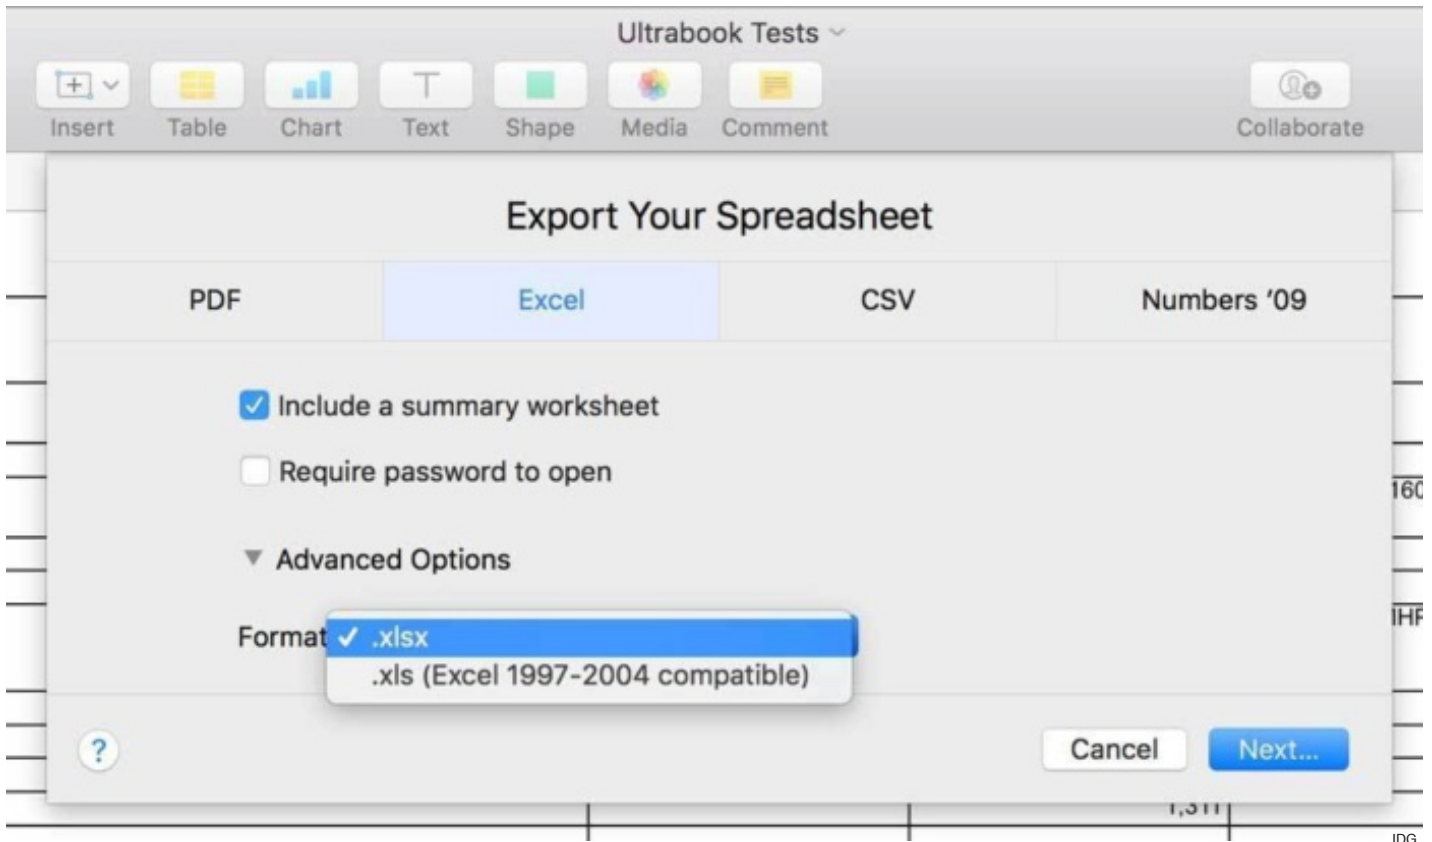 Ultrabook Tests
Insert Table Chart Text Shape Media Comment Collaborate
Export Your Spreadsheet
PDF Excel CSV Numbers ’09
Include a summary worksheet
Require password to open
160
Advanced Options
Format .xlsx
.xls (Excel 1997-2004 compatible)
? Cancel Next...
IDG